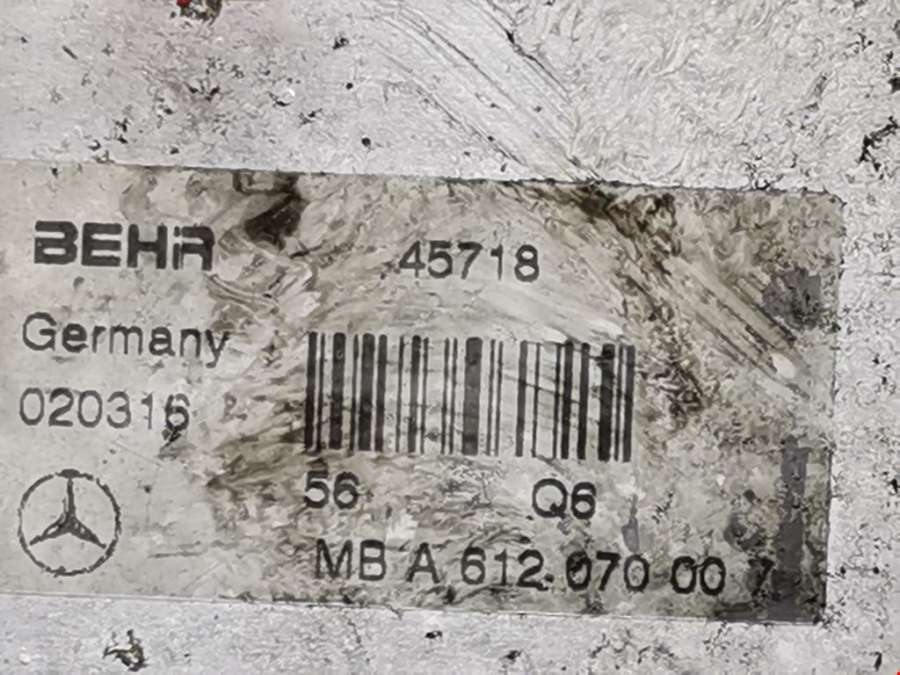 BEHR 45718
Germany
020316
56 Q6
MB A 612 070 00